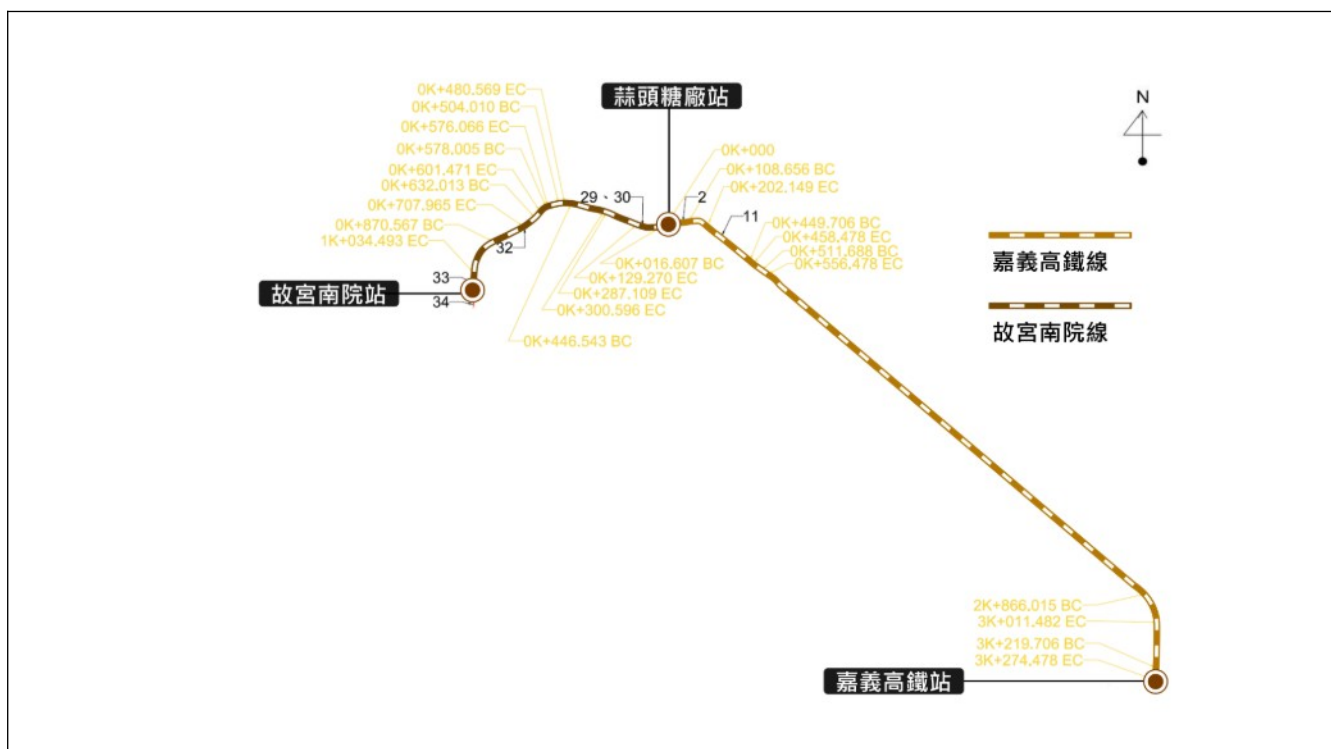 0K+480.569 EC
0K+504.010 BC
0K+576.066 EC
0K+578.005 BC
0K+601.471 EC
0K+632.013 BC
0K+707.965 EC
0K+870.567 BC
1K+034.493 EC
蒜頭糖廠站
29、30
2
11
32
33
34
故宮南院站
0K+000
0K+108.656 BC
0K+202.149 EC
0K+449.706 BC
0K+458.478 EC
0K+511.688 BC
0K+556.478 EC
0K+016.607 BC
0K+129.270 EC
0K+287.109 EC
0K+300.596 EC
0K+446.543 BC
N
嘉義高鐵線
故宮南院線
2K+866.015 BC
3K+011.482 EC
3K+219.706 BC
3K+274.478 EC
嘉義高鐵站